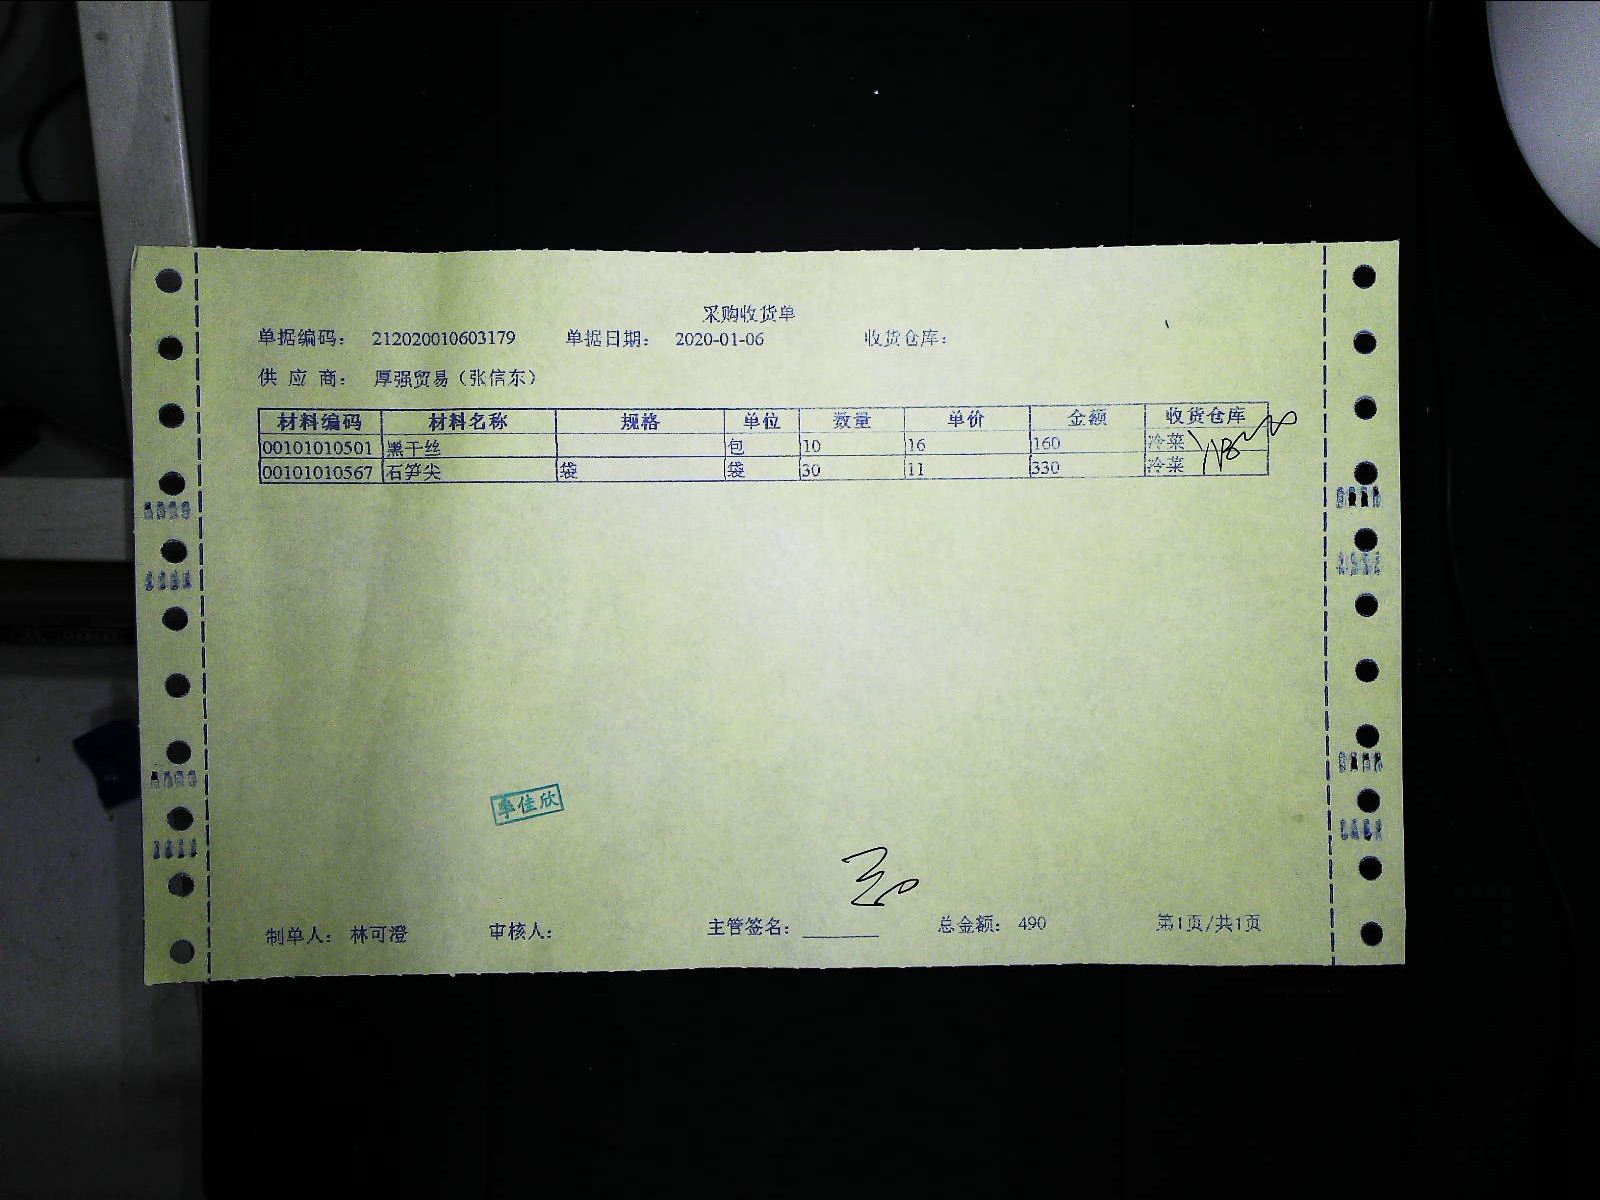 采购收货单
单据编码： 212020010603179 单据日期： 2020-01-06 收货仓库：
供 应 商： 厚强贸易（张信东）
材料编码 材料名称 规格 单位 数量 单价 金额 收货仓库
00101010501 黑干丝 包 10 16 160 冷菜
00101010567 石笋尖 袋 袋 30 11 330 冷菜
李佳欣
制单人： 林可澄 审核人： 主管签名： 总金额： 490 第1页/共1页